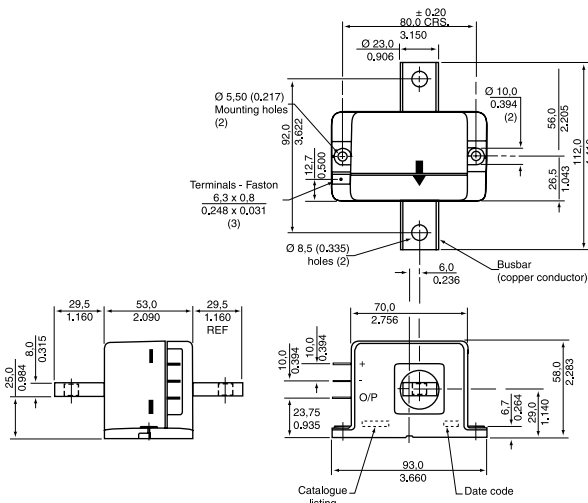 ± 0.20
80,0 CRS.
3.150
Ø 23,0
0.906
Ø 5,50 (0.217)
Mounting holes
(2)
92,0
3.622
12,7
0.500
Ø 10,0
0.394
(2)
56,0
2.205
26,5
1.043
112,0
Terminals - Faston
6,3 x 0,8
0.248 x 0.031
(3)
Ø 8,5 (0.335)
holes (2)
6,0
0.236
Busbar
(copper conductor)
29,5
1.160
53,0
2.090
29,5
1.160
REF
8,0
0.315
25,0
0.984
70,0
2.756
10,0
0.394
10,0
0.394
+
-
O/P
23,75
0.935
6,7
0.264
29,0
1.140
58,0
2.283
93,0
3.660
Catalogue
listing
Date code